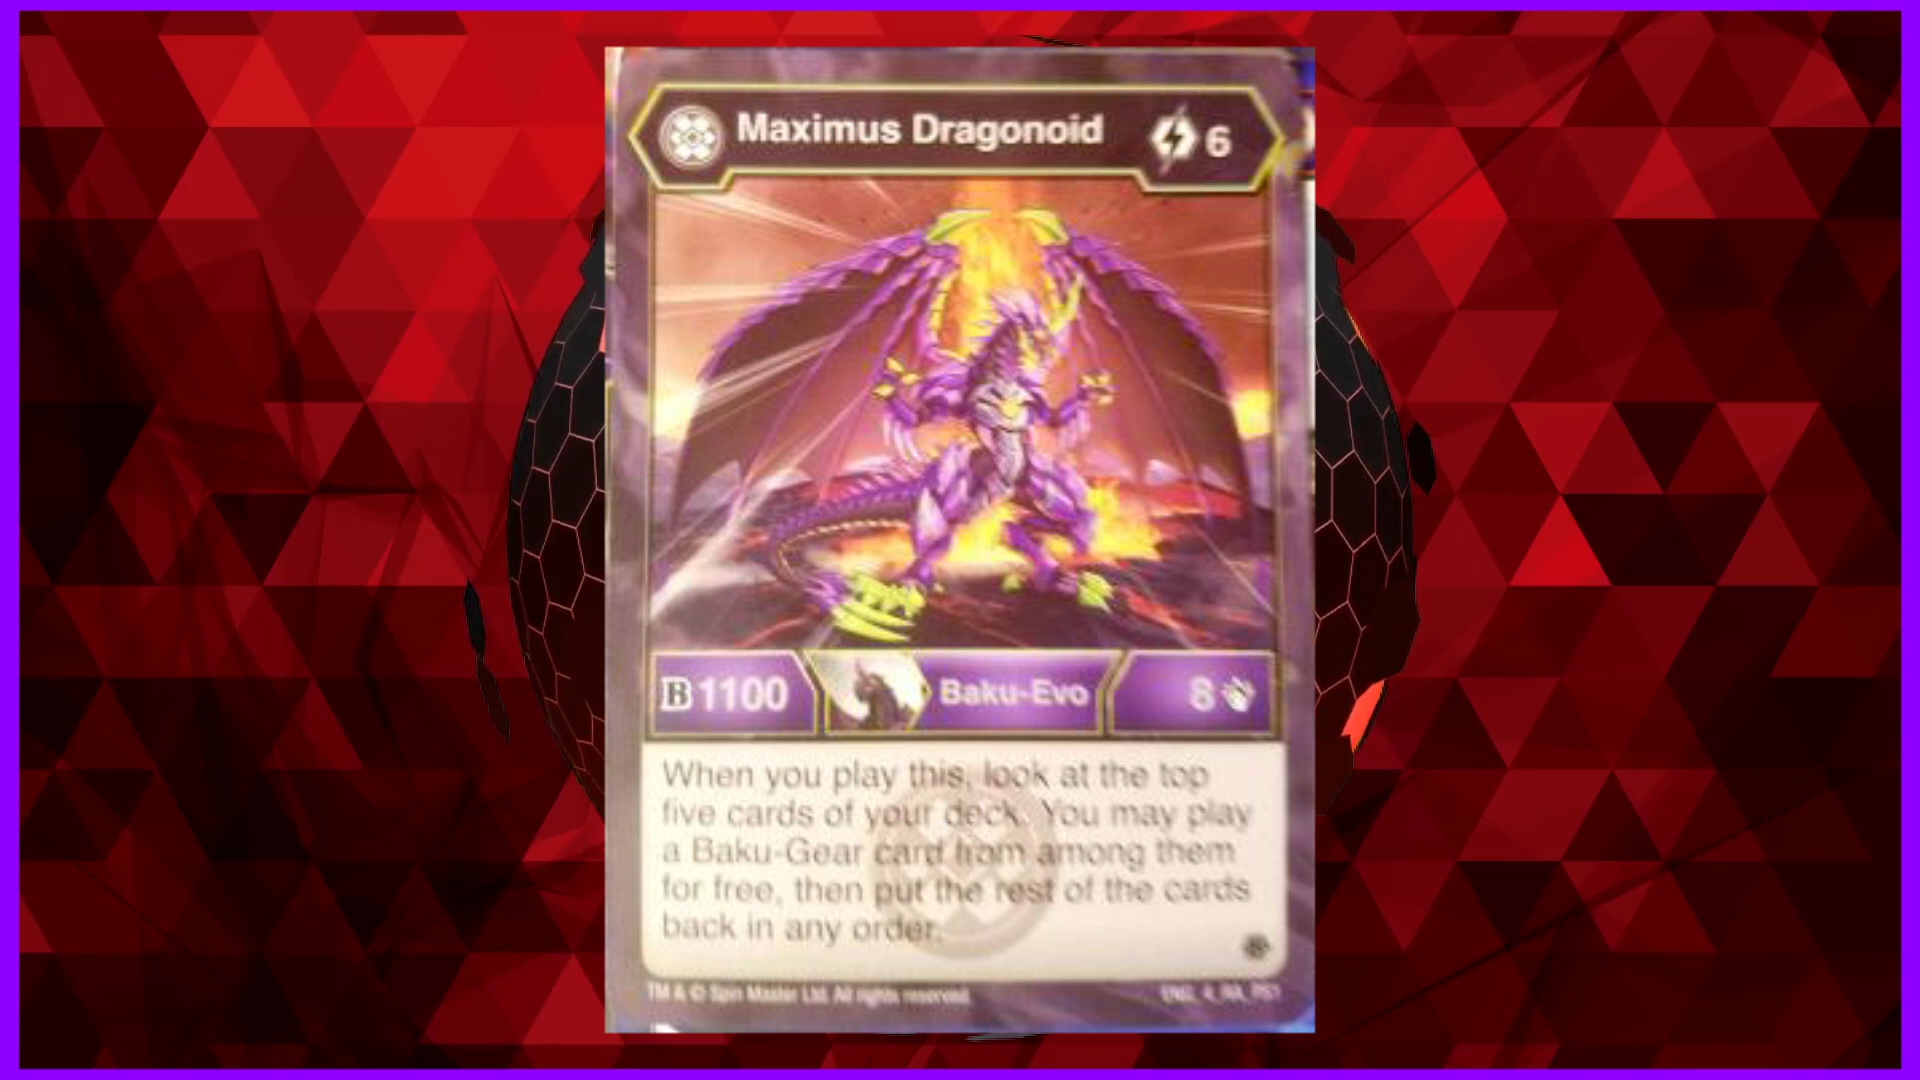 Maximus Dragonoid
6
B 1100
Baku-Evo
8
When you play this, look at the top
five cards of your deck. You may play
a Baku-Gear card from among them
for free, then put the rest of the cards
back in any order.
TM & © Spin Master Ltd. All rights reserved.